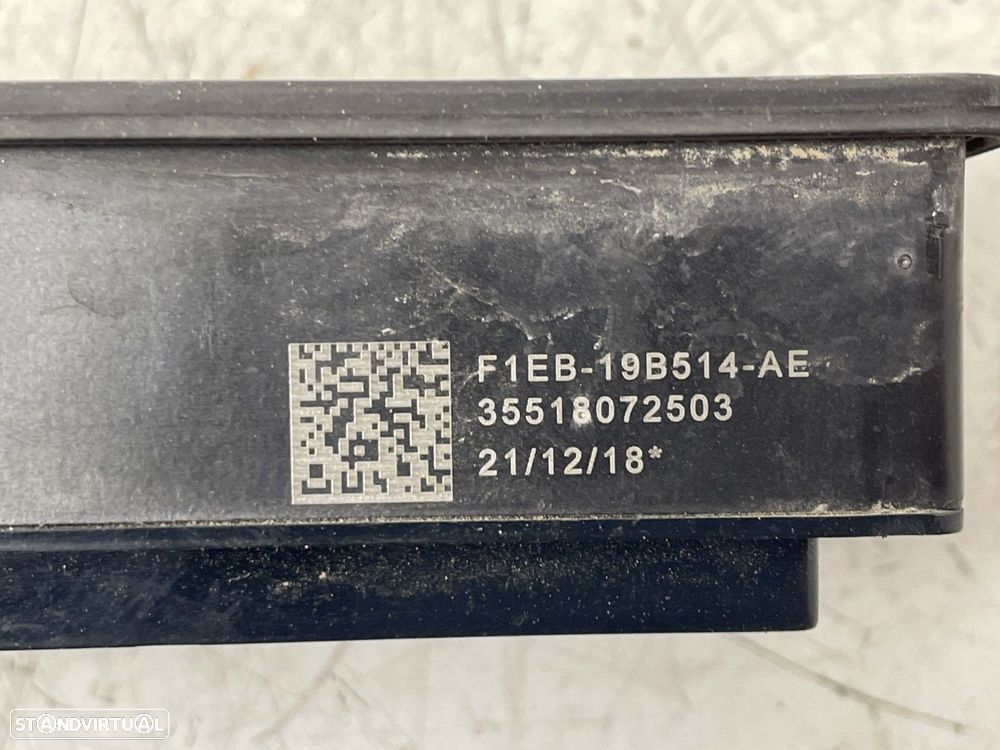 F1EB-19B514-AE
35518072503
21/12/18*
STANDVIRTUAL